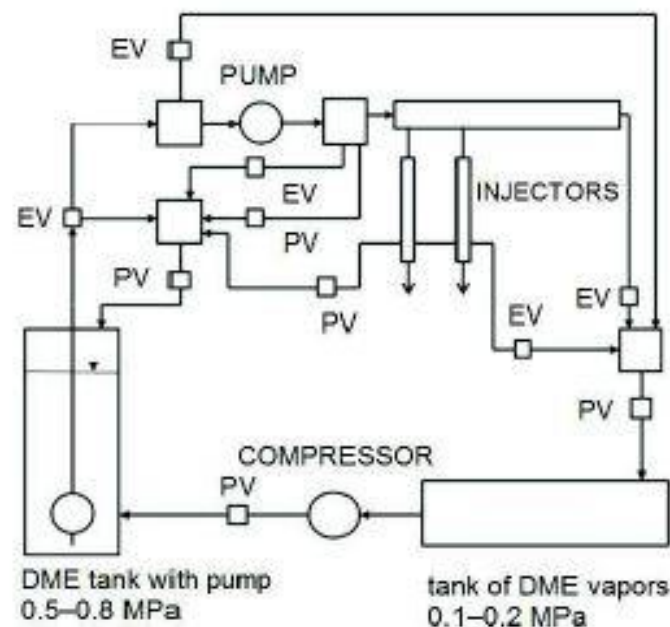 EV
PUMP
EV
EV
PV
INJECTORS
PV
PV
EV
EV
PV
COMPRESSOR
PV
DME tank with pump
0.5–0.8 MPa
tank of DME vapors
0.1–0.2 MPa